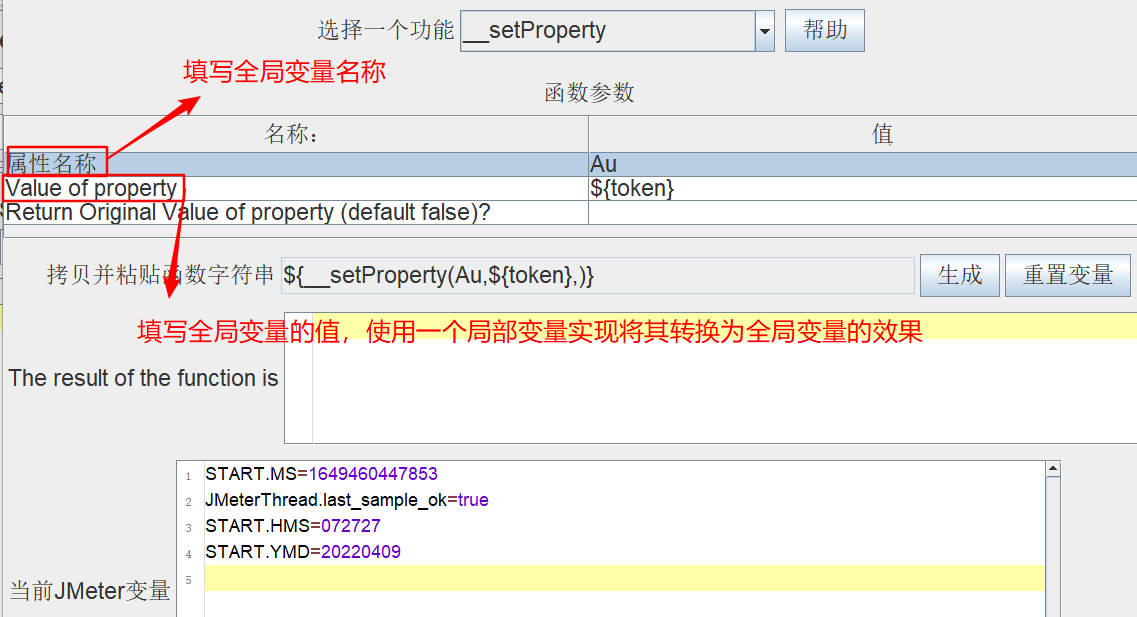 选择一个功能 __setProperty 帮助
填写全局变量名称
函数参数
名称: 值
属性名称 Au
Value of property ${token}
Return Original Value of property (default false)?
拷贝并粘贴函数字符串 ${__setProperty(Au,${token},)} 生成 重置变量
填写全局变量的值，使用一个局部变量实现将其转换为全局变量的效果
The result of the function is
1 START.MS=1649460447853
2 JMeterThread.last_sample_ok=true
3 START.HMS=072727
4 START.YMD=20220409
5
当前JMeter变量